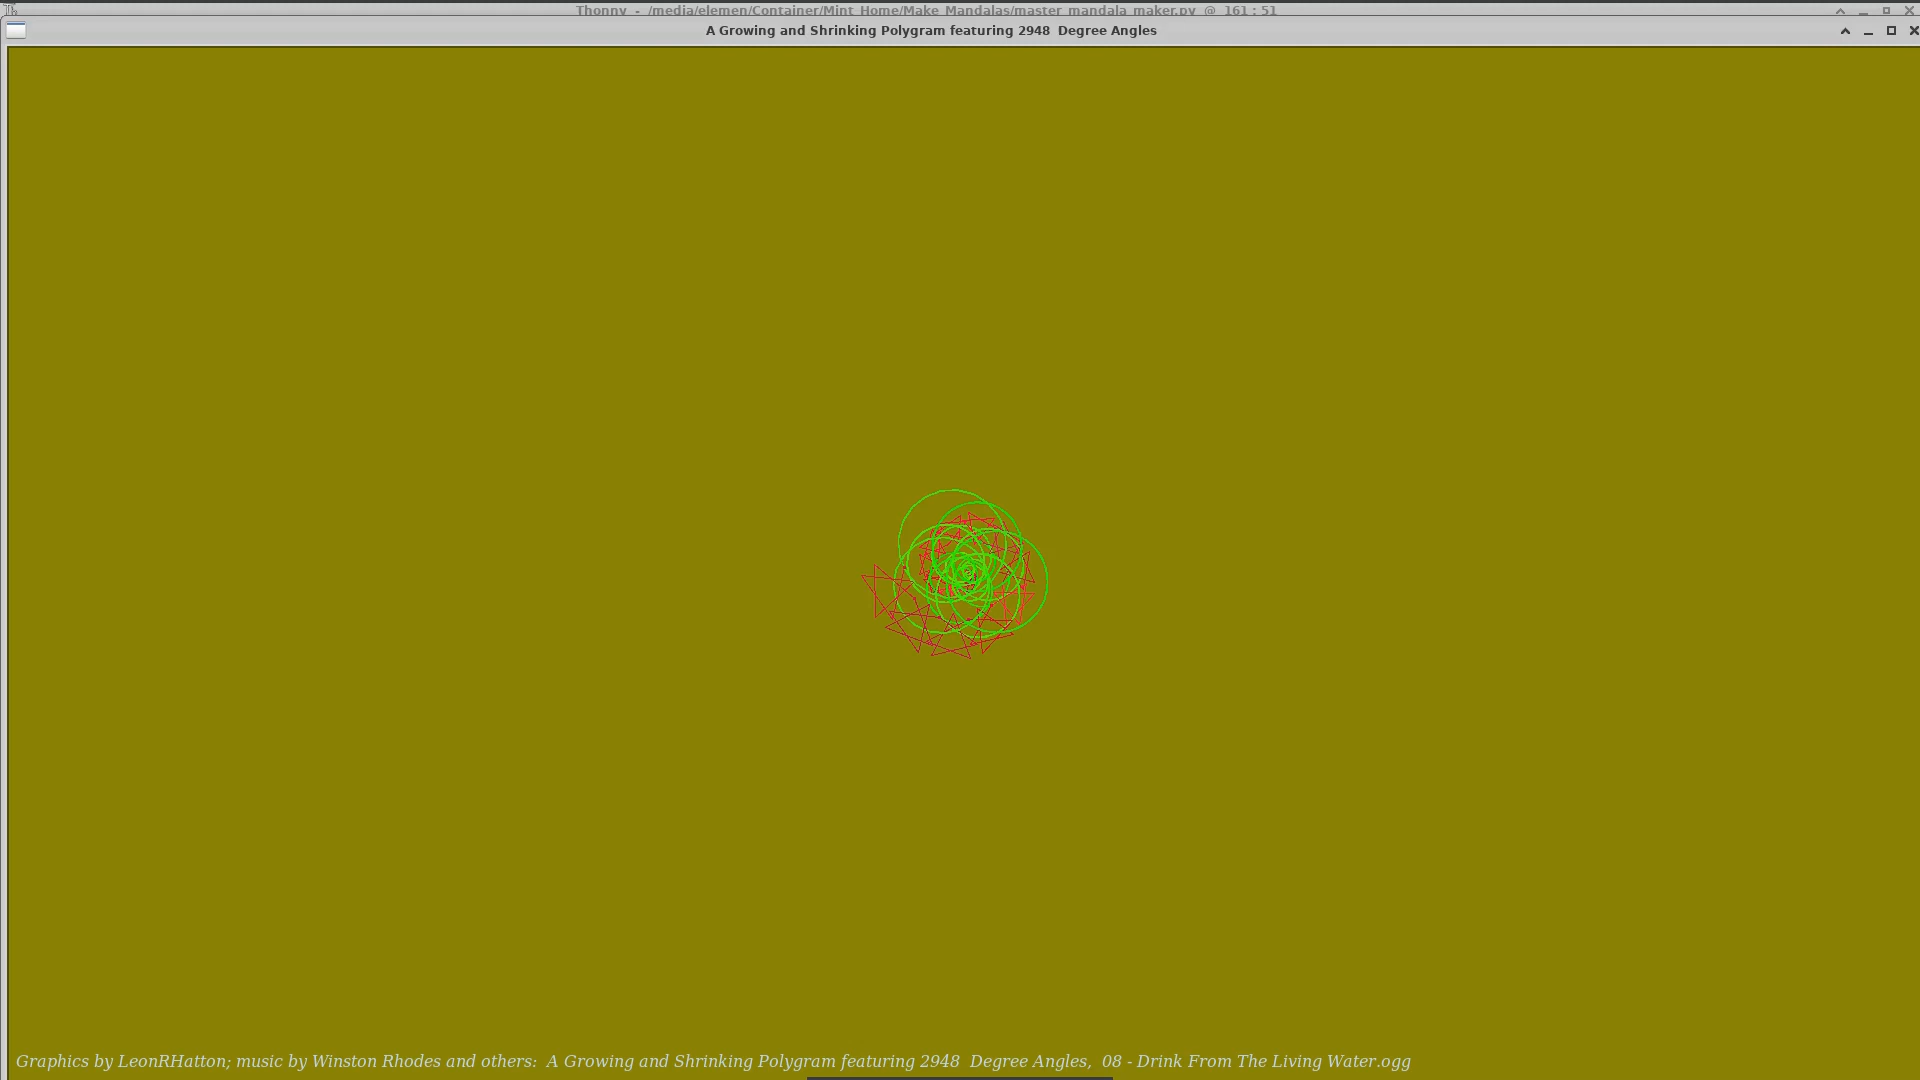 Thonny - /media/elemen/Container/Mint_Home/Make_Mandalas/master_mandala_maker.py @ 161 : 51
A Growing and Shrinking Polygram featuring 2948  Degree Angles
Graphics by LeonRHatton; music by Winston Rhodes and others:  A Growing and Shrinking Polygram featuring 2948  Degree Angles,  08 - Drink From The Living Water.ogg